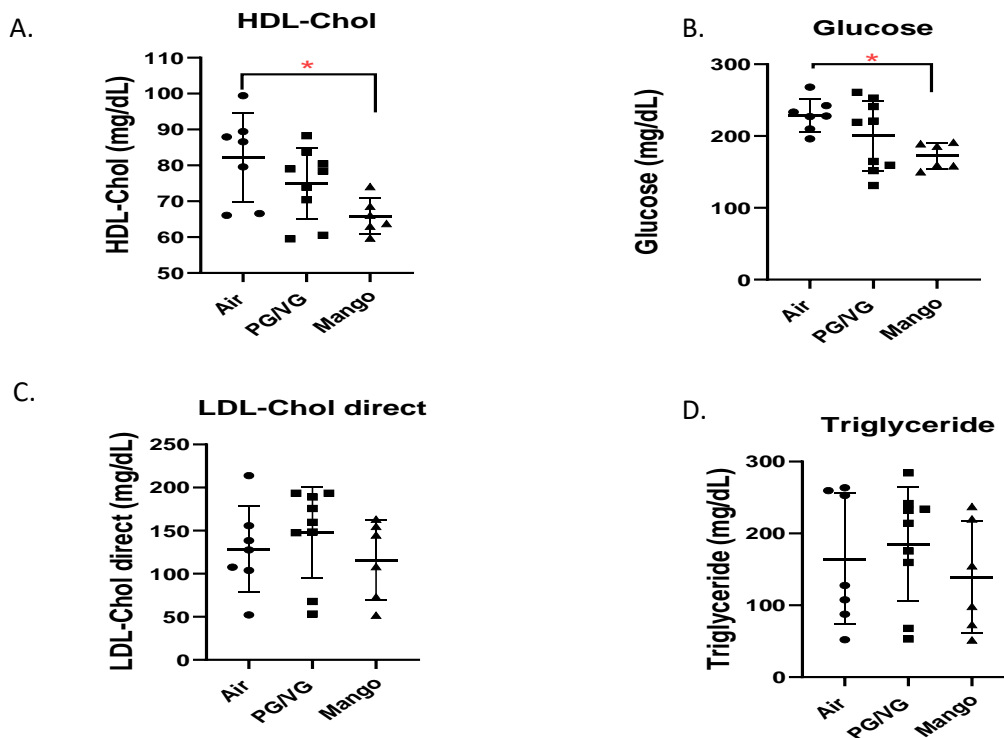 A.
HDL-Chol
HDL-Chol (mg/dL)
110
100
90
80
70
60
50
*
Air
PG/VG
Mango
B.
Glucose
Glucose (mg/dL)
300
200
100
0
*
Air
PG/VG
Mango
C.
LDL-Chol direct
LDL-Chol direct (mg/dL)
250
200
150
100
50
0
Air
PG/VG
Mango
D.
Triglyceride
Triglyceride (mg/dL)
300
200
100
0
Air
PG/VG
Mango